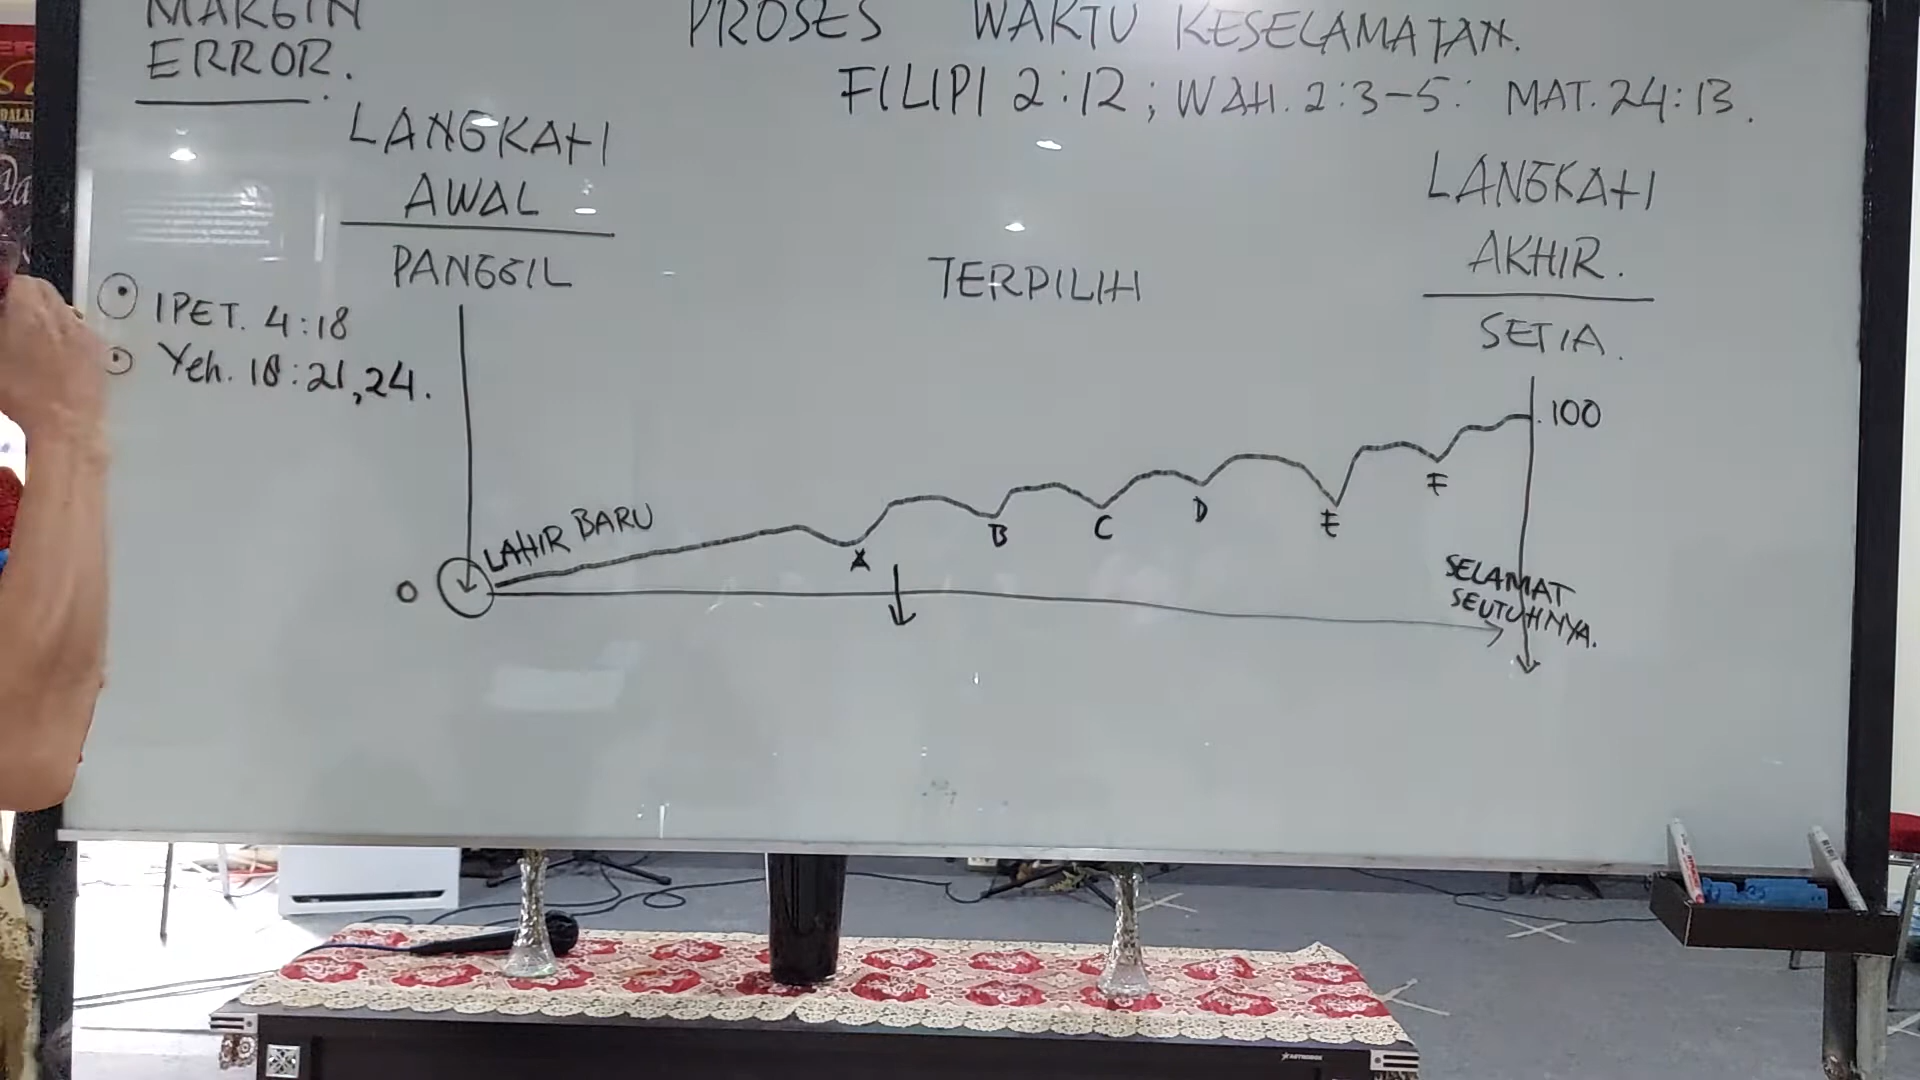 MARGIN
ERROR.
PROSES WAKTU KESELAMATAN.
FILIPI 2:12; WAH. 2:3-5: MAT. 24:13.
LANGKAH
AWAL
PANGGIL
TERPILIH
LANGKAH
AKHIR.
SETIA.
1PET. 4:18
Yeh. 18:21,24.
100
LAHIR BARU
A
B
C
D
E
F
0
SELAMAT
SEUTUHNYA.